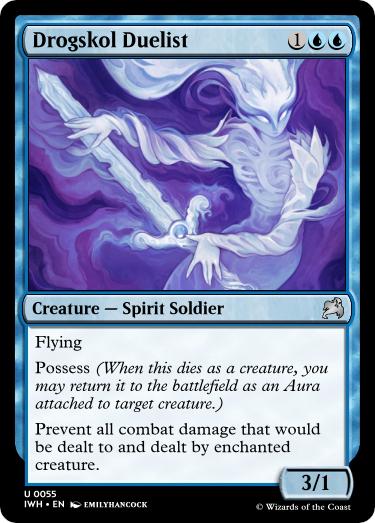 Drogskol Duelist 1
Creature — Spirit Soldier
Flying
Possess (When this dies as a creature, you
may return it to the battlefield as an Aura
attached to target creature.)
Prevent all combat damage that would
be dealt to and dealt by enchanted
creature.
3/1
U 0055
IWH • EN EMILYHANCOCK
© Wizards of the Coast